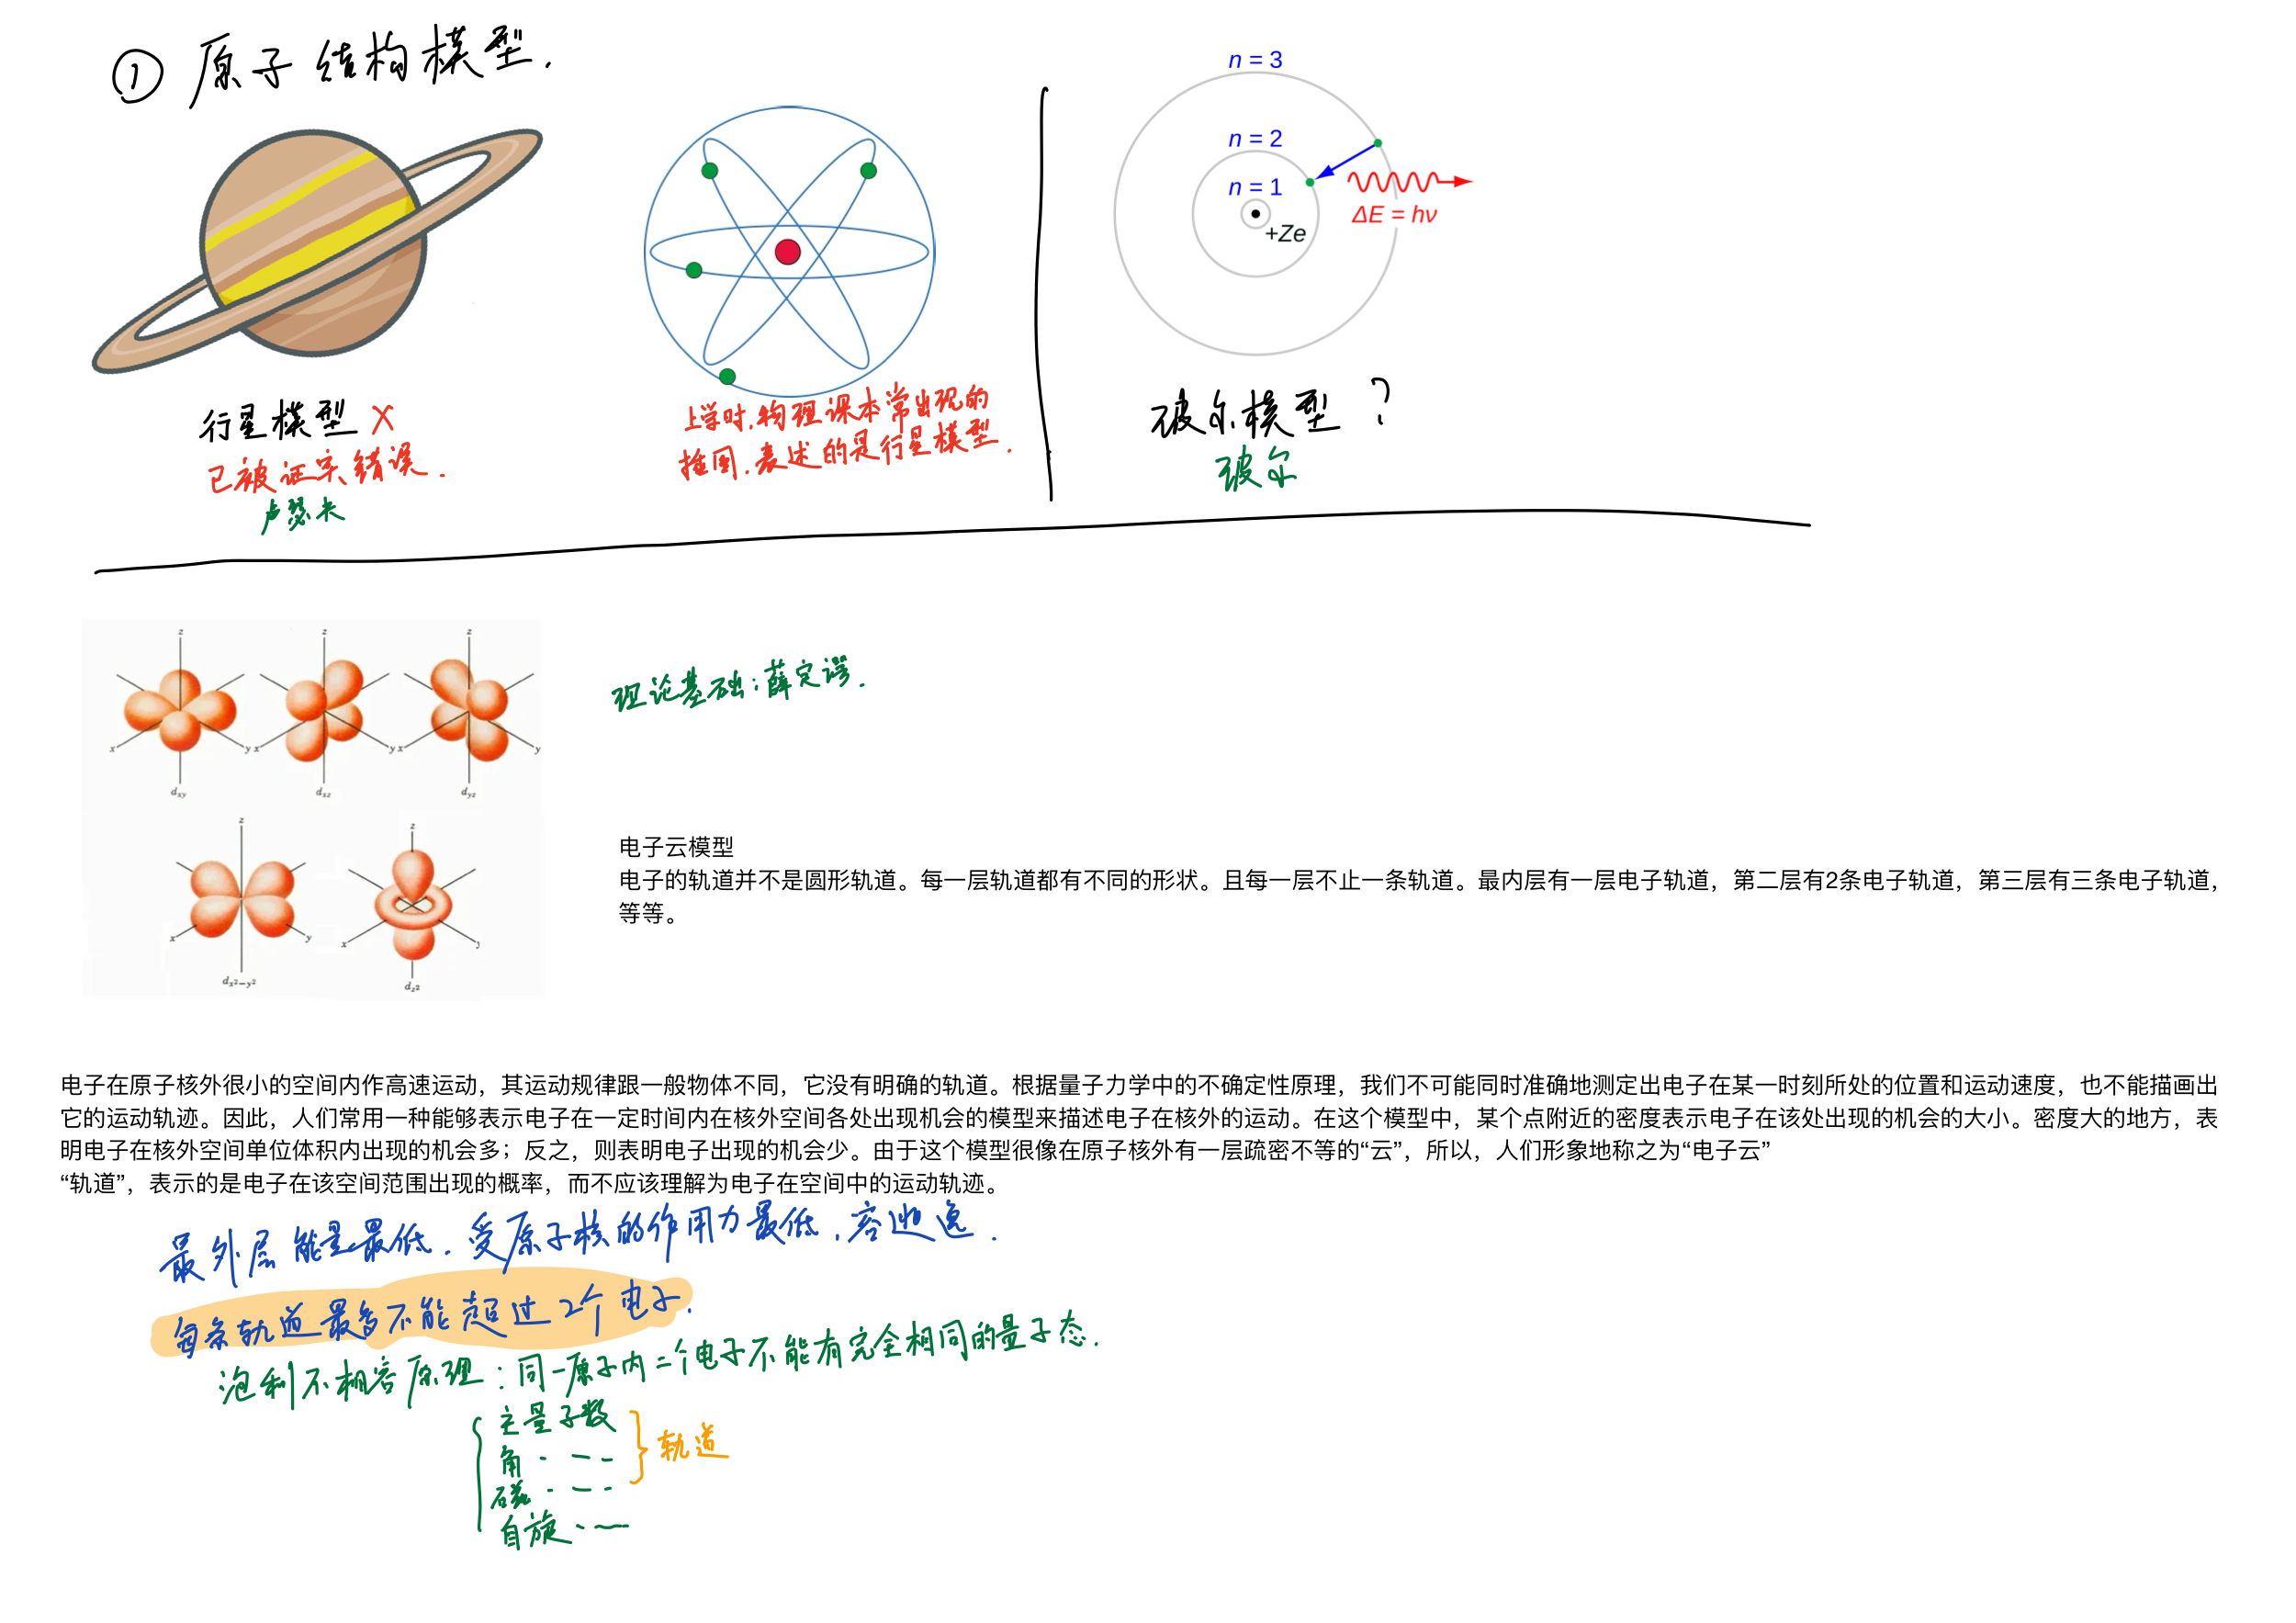 ① 原子结构模型.
n = 3
n = 2
n = 1
+Ze
ΔE = hν
行星模型 X
已被证实错误.
卢瑟夫
上学时,物理课本常出现的
插图.表述的是行星模型.
玻尔模型?
玻尔
z
z
z
x
y
x
y
x
y
dxy
dxz
dyz
理论基础:薛定谔.
z
z
x
y
x
y
dx²−y²
dz²
电子云模型
电子的轨道并不是圆形轨道。每一层轨道都有不同的形状。且每一层不止一条轨道。最内层有一层电子轨道，第二层有2条电子轨道，第三层有三条电子轨道，
等等。
电子在原子核外很小的空间内作高速运动，其运动规律跟一般物体不同，它没有明确的轨道。根据量子力学中的不确定性原理，我们不可能同时准确地测定出电子在某一时刻所处的位置和运动速度，也不能描画出
它的运动轨迹。因此，人们常用一种能够表示电子在一定时间内在核外空间各处出现机会的模型来描述电子在核外的运动。在这个模型中，某个点附近的密度表示电子在该处出现的机会的大小。密度大的地方，表
明电子在核外空间单位体积内出现的机会多；反之，则表明电子出现的机会少。由于这个模型很像在原子核外有一层疏密不等的“云”，所以，人们形象地称之为“电子云”
“轨道”，表示的是电子在该空间范围出现的概率，而不应该理解为电子在空间中的运动轨迹。
最外层能量最低.受原子核的作用力最低,容逃逸.
每条轨道最多不能超过2个电子.
泡利不相容原理:同一原子内二个电子不能有完全相同的量子态.
主量子数
角
磁
自旋
轨道